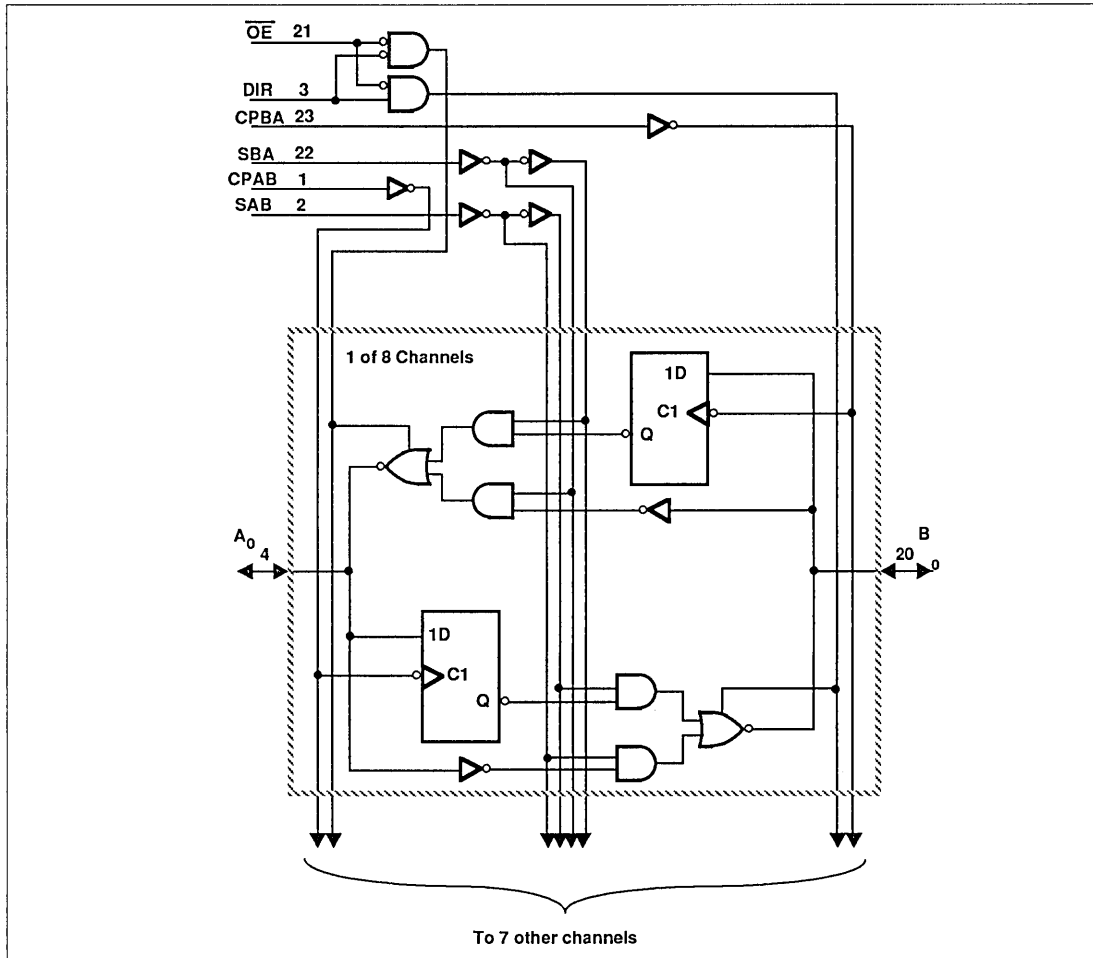 OE 21
DIR 3
CPBA 23
SBA 22
CPAB 1
SAB 2
1 of 8 Channels
1D
C1
Q
A0 4
B0 20
1D
C1
Q
To 7 other channels